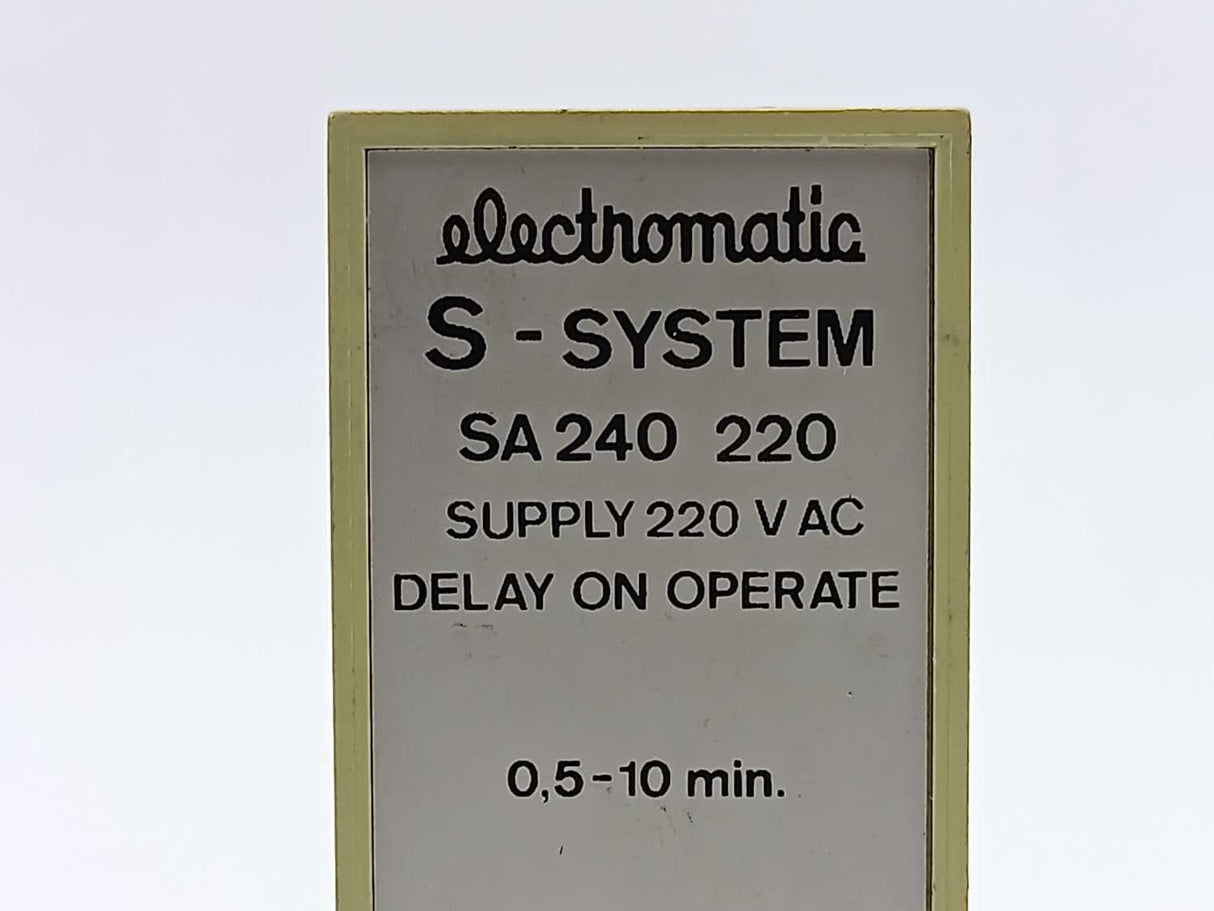 electromatic
S - SYSTEM
SA 240 220
SUPPLY 220 V AC
DELAY ON OPERATE
0,5-10 min.